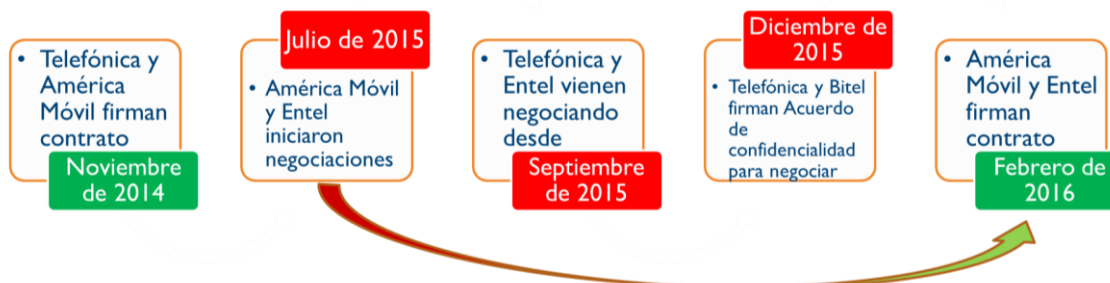 • Telefónica y
América
Móvil firman
contrato
Noviembre
de 2014
Julio de 2015
• América Móvil
y Entel
iniciaron
negociaciones
• Telefónica y
Entel vienen
negociando
desde
Septiembre
de 2015
Diciembre de
2015
• Telefónica y Bitel
firman Acuerdo
de
confidencialidad
para negociar
• América
Móvil y Entel
firman
contrato
Febrero de
2016